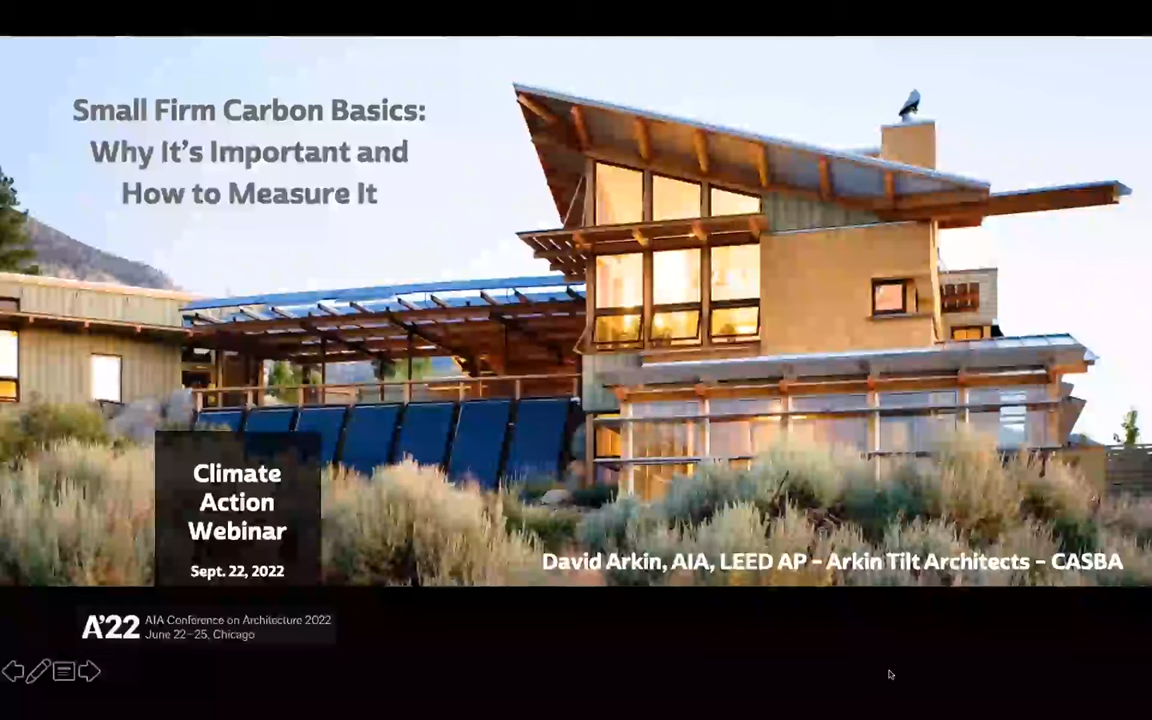 Small Firm Carbon Basics:
Why It's Important and
How to Measure It
Climate
Action
Webinar
Sept. 22, 2022
David Arkin, AIA, LEED AP – Arkin Tilt Architects – CASBA
A'22
AIA Conference on Architecture 2022
June 22–25, Chicago